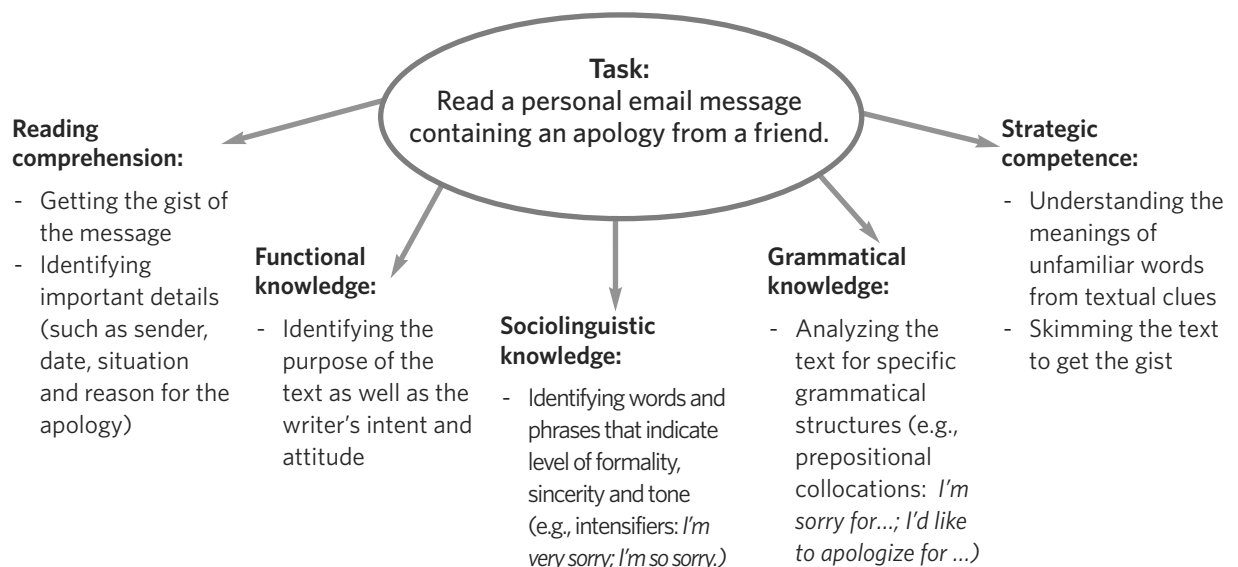 Task:
Read a personal email message
containing an apology from a friend.
Reading
comprehension:
- Getting the gist of
the message
- Identifying
important details
(such as sender,
date, situation
and reason for the
apology)
Functional
knowledge:
- Identifying the
purpose of the
text as well as the
writer's intent and
attitude
Sociolinguistic
knowledge:
- Identifying words and
phrases that indicate
level of formality,
sincerity and tone
(e.g., intensifiers: I'm
very sorry; I'm so sorry.)
Grammatical
knowledge:
- Analyzing the
text for specific
grammatical
structures (e.g.,
prepositional
collocations: I'm
sorry for...; I'd like
to apologize for ...)
Strategic
competence:
- Understanding the
meanings of
unfamiliar words
from textual clues
- Skimming the text
to get the gist